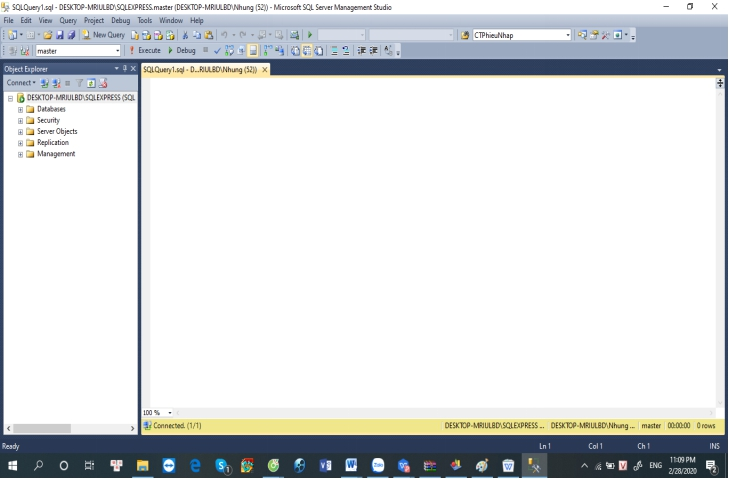 SQLQuery1.sql - DESKTOP-MRIULBD\SQLEXPRESS.master (DESKTOP-MRIULBD\Nhung (52)) - Microsoft SQL Server Management Studio
File Edit View Query Project Debug Tools Window Help
New Query
CTPhieuNhap
master
Execute Debug
Object Explorer
SQLQuery1.sql - D...RIULBD\Nhung (52))
Connect
DESKTOP-MRIULBD\SQLEXPRESS (SQL
Databases
Security
Server Objects
Replication
Management
100 %
Connected. (1/1)
DESKTOP-MRIULBD\SQLEXPRESS ... DESKTOP-MRIULBD\Nhung ... master 00:00:00 0 rows
Ready
Ln 1 Col 1 Ch 1 INS
ENG
11:09 PM
2/28/2020